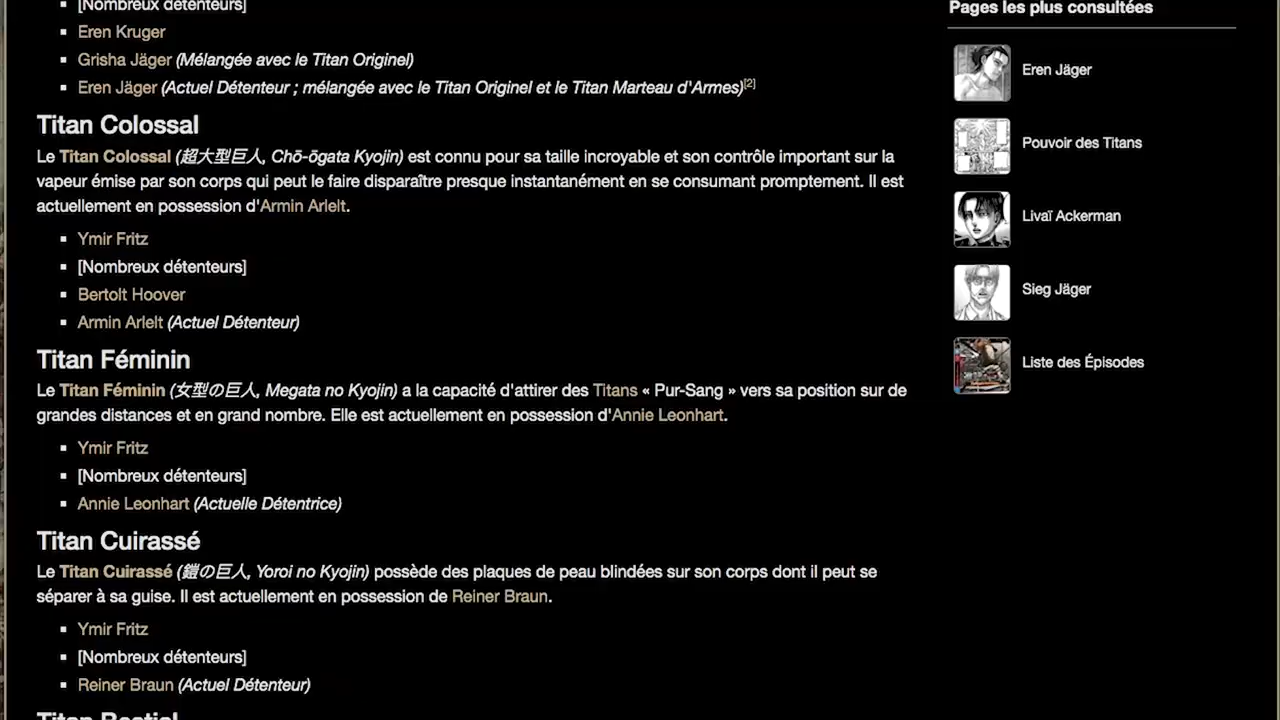 [Nombreux détenteurs]
Eren Kruger
Grisha Jäger (Mélangée avec le Titan Originel)
Eren Jäger (Actuel Détenteur ; mélangée avec le Titan Originel et le Titan Marteau d'Armes)[2]
Titan Colossal
Le Titan Colossal (超大型巨人, Chō-ōgata Kyojin) est connu pour sa taille incroyable et son contrôle important sur la
vapeur émise par son corps qui peut le faire disparaître presque instantanément en se consumant promptement. Il est
actuellement en possession d'Armin Arlelt.
Ymir Fritz
[Nombreux détenteurs]
Bertolt Hoover
Armin Arlelt (Actuel Détenteur)
Titan Féminin
Le Titan Féminin (女型の巨人, Megata no Kyojin) a la capacité d'attirer des Titans « Pur-Sang » vers sa position sur de
grandes distances et en grand nombre. Elle est actuellement en possession d'Annie Leonhart.
Ymir Fritz
[Nombreux détenteurs]
Annie Leonhart (Actuelle Détentrice)
Titan Cuirassé
Le Titan Cuirassé (鎧の巨人, Yoroi no Kyojin) possède des plaques de peau blindées sur son corps dont il peut se
séparer à sa guise. Il est actuellement en possession de Reiner Braun.
Ymir Fritz
[Nombreux détenteurs]
Reiner Braun (Actuel Détenteur)
Titan Bestial
Pages les plus consultées
Eren Jäger
Pouvoir des Titans
Livaï Ackerman
Sieg Jäger
Liste des Épisodes